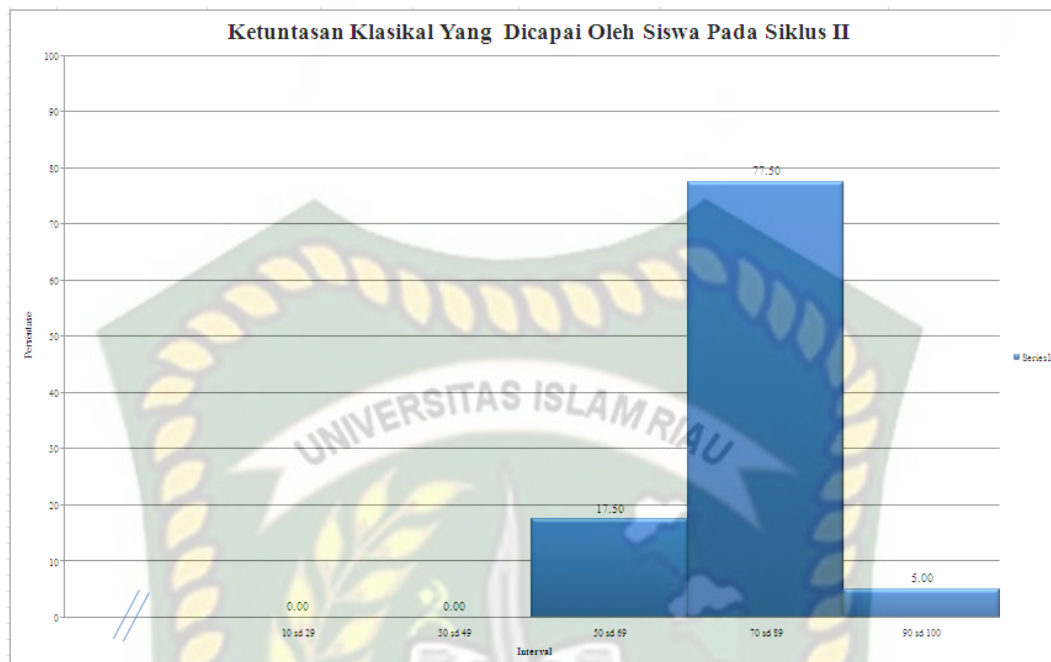 Ketuntasan Klasikal Yang Dicapai Oleh Siswa Pada Siklus II
100
90
80
77.50
70
60
50
Persentase
Series1
40
UNIVERSITAS ISLAM RIAU
30
20
17.50
10
5.00
0.00 0.00
0
10 sd 29 30 sd 49 50 sd 69 70 sd 89 90 sd 100
Interval